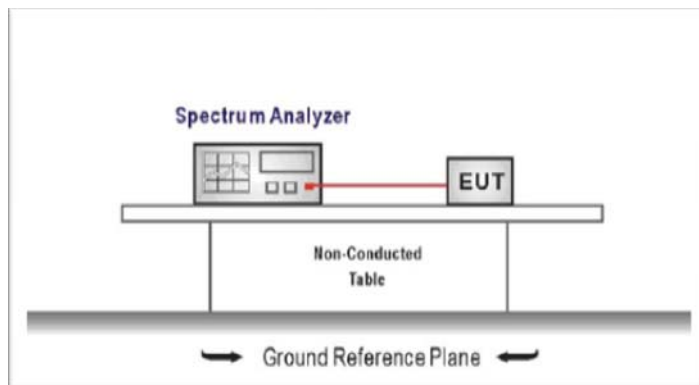 Spectrum Analyzer
EUT
Non-Conducted
Table
Ground Reference Plane